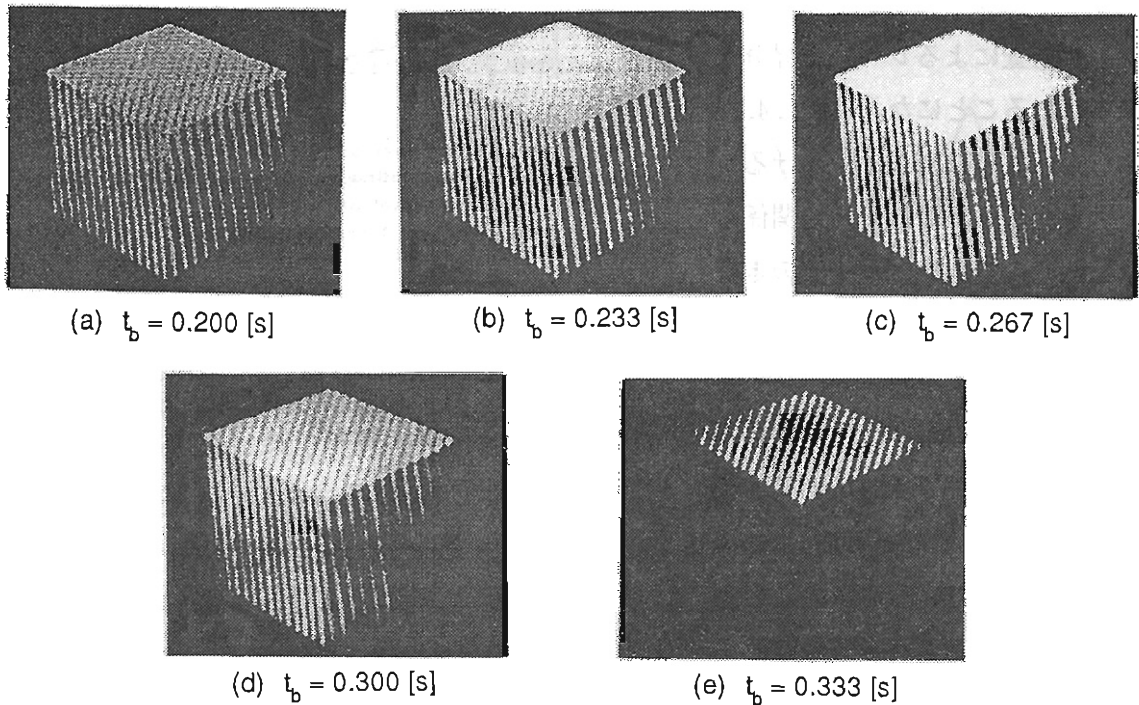 (a) t_b = 0.200 [s]
(b) t_b = 0.233 [s]
(c) t_b = 0.267 [s]
(d) t_b = 0.300 [s]
(e) t_b = 0.333 [s]